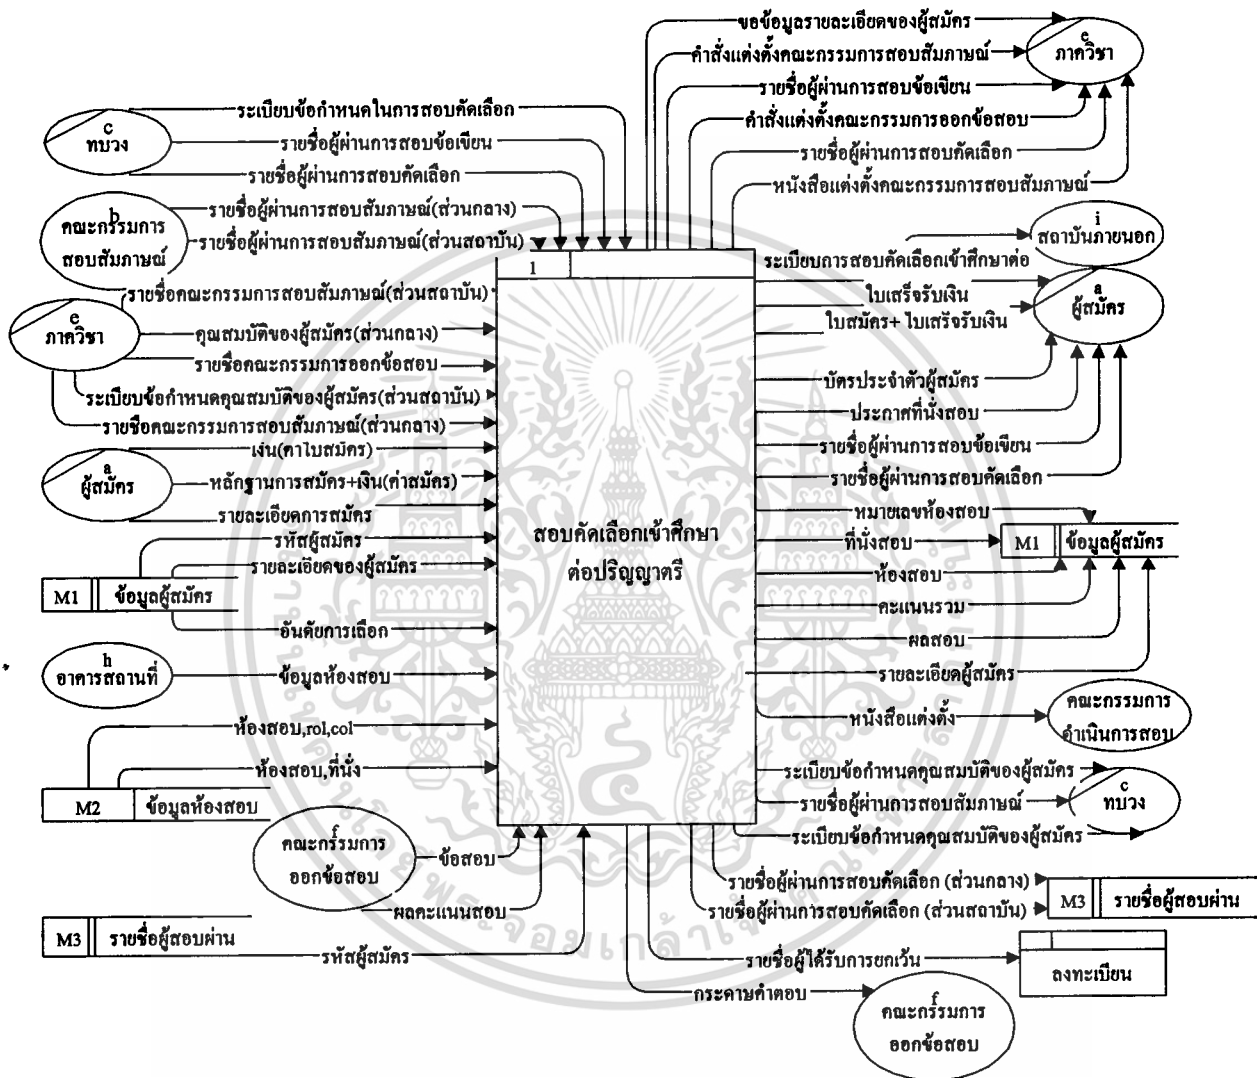 ขอข้อมูลรายละเอียดของผู้สมัคร
คำสั่งแต่งตั้งคณะกรรมการสอบสัมภาษณ์
รายชื่อผู้ผ่านการสอบข้อเขียน
คำสั่งแต่งตั้งคณะกรรมการออกข้อสอบ
รายชื่อผู้ผ่านการสอบคัดเลือก
หนังสือแต่งตั้งคณะกรรมการสอบสัมภาษณ์
e
ภาควิชา
c
ทบวง
ระเบียบข้อกำหนดในการสอบคัดเลือก
รายชื่อผู้ผ่านการสอบข้อเขียน
รายชื่อผู้ผ่านการสอบคัดเลือก
b
คณะกรรมการ
สอบสัมภาษณ์
รายชื่อผู้ผ่านการสอบสัมภาษณ์(ส่วนกลาง)
รายชื่อผู้ผ่านการสอบสัมภาษณ์(ส่วนสถาบัน)
e
ภาควิชา
รายชื่อคณะกรรมการสอบสัมภาษณ์(ส่วนสถาบัน)
คุณสมบัติของผู้สมัคร(ส่วนกลาง)
รายชื่อคณะกรรมการออกข้อสอบ
ระเบียบข้อกำหนดคุณสมบัติของผู้สมัคร(ส่วนสถาบัน)
รายชื่อคณะกรรมการสอบสัมภาษณ์(ส่วนกลาง)
a
ผู้สมัคร
เงิน(คาใบสมัคร)
หลักฐานการสมัคร+เงิน(ค่าสมัคร)
รายละเอียดการสมัคร
รหัสผู้สมัคร
รายละเอียดของผู้สมัคร
M1 ข้อมูลผู้สมัคร
อันดับการเลือก
h
อาคารสถานที่
ข้อมูลห้องสอบ
ห้องสอบ,rol,col
ห้องสอบ,ที่นั่ง
M2 ข้อมูลห้องสอบ
f
คณะกรรมการ
ออกข้อสอบ
ข้อสอบ
ผลคะแนนสอบ
M3 รายชื่อผู้สอบผ่าน
รหัสผู้สมัคร
1
สอบคัดเลือกเข้าศึกษา
ต่อปริญญาตรี
i
สถาบันภายนอก
ระเบียบการสอบคัดเลือกเข้าศึกษาต่อ
a
ผู้สมัคร
ใบเสร็จรับเงิน
ใบสมัคร+ ใบเสร็จรับเงิน
บัตรประจำตัวผู้สมัคร
ประกาศที่นั่งสอบ
รายชื่อผู้ผ่านการสอบข้อเขียน
รายชื่อผู้ผ่านการสอบคัดเลือก
หมายเลขห้องสอบ
ที่นั่งสอบ
M1 ข้อมูลผู้สมัคร
ห้องสอบ
คะแนนรวม
ผลสอบ
รายละเอียดผู้สมัคร
หนังสือแต่งตั้ง
คณะกรรมการ
ดำเนินการสอบ
ระเบียบข้อกำหนดคุณสมบัติของผู้สมัคร
รายชื่อผู้ผ่านการสอบสัมภาษณ์
ระเบียบข้อกำหนดคุณสมบัติของผู้สมัคร
c
ทบวง
รายชื่อผู้ผ่านการสอบคัดเลือก (ส่วนกลาง)
รายชื่อผู้ผ่านการสอบคัดเลือก (ส่วนสถาบัน)
M3 รายชื่อผู้สอบผ่าน
รายชื่อผู้ได้รับการยกเว้น
ลงทะเบียน
กระดาษคำตอบ
f
คณะกรรมการ
ออกข้อสอบ